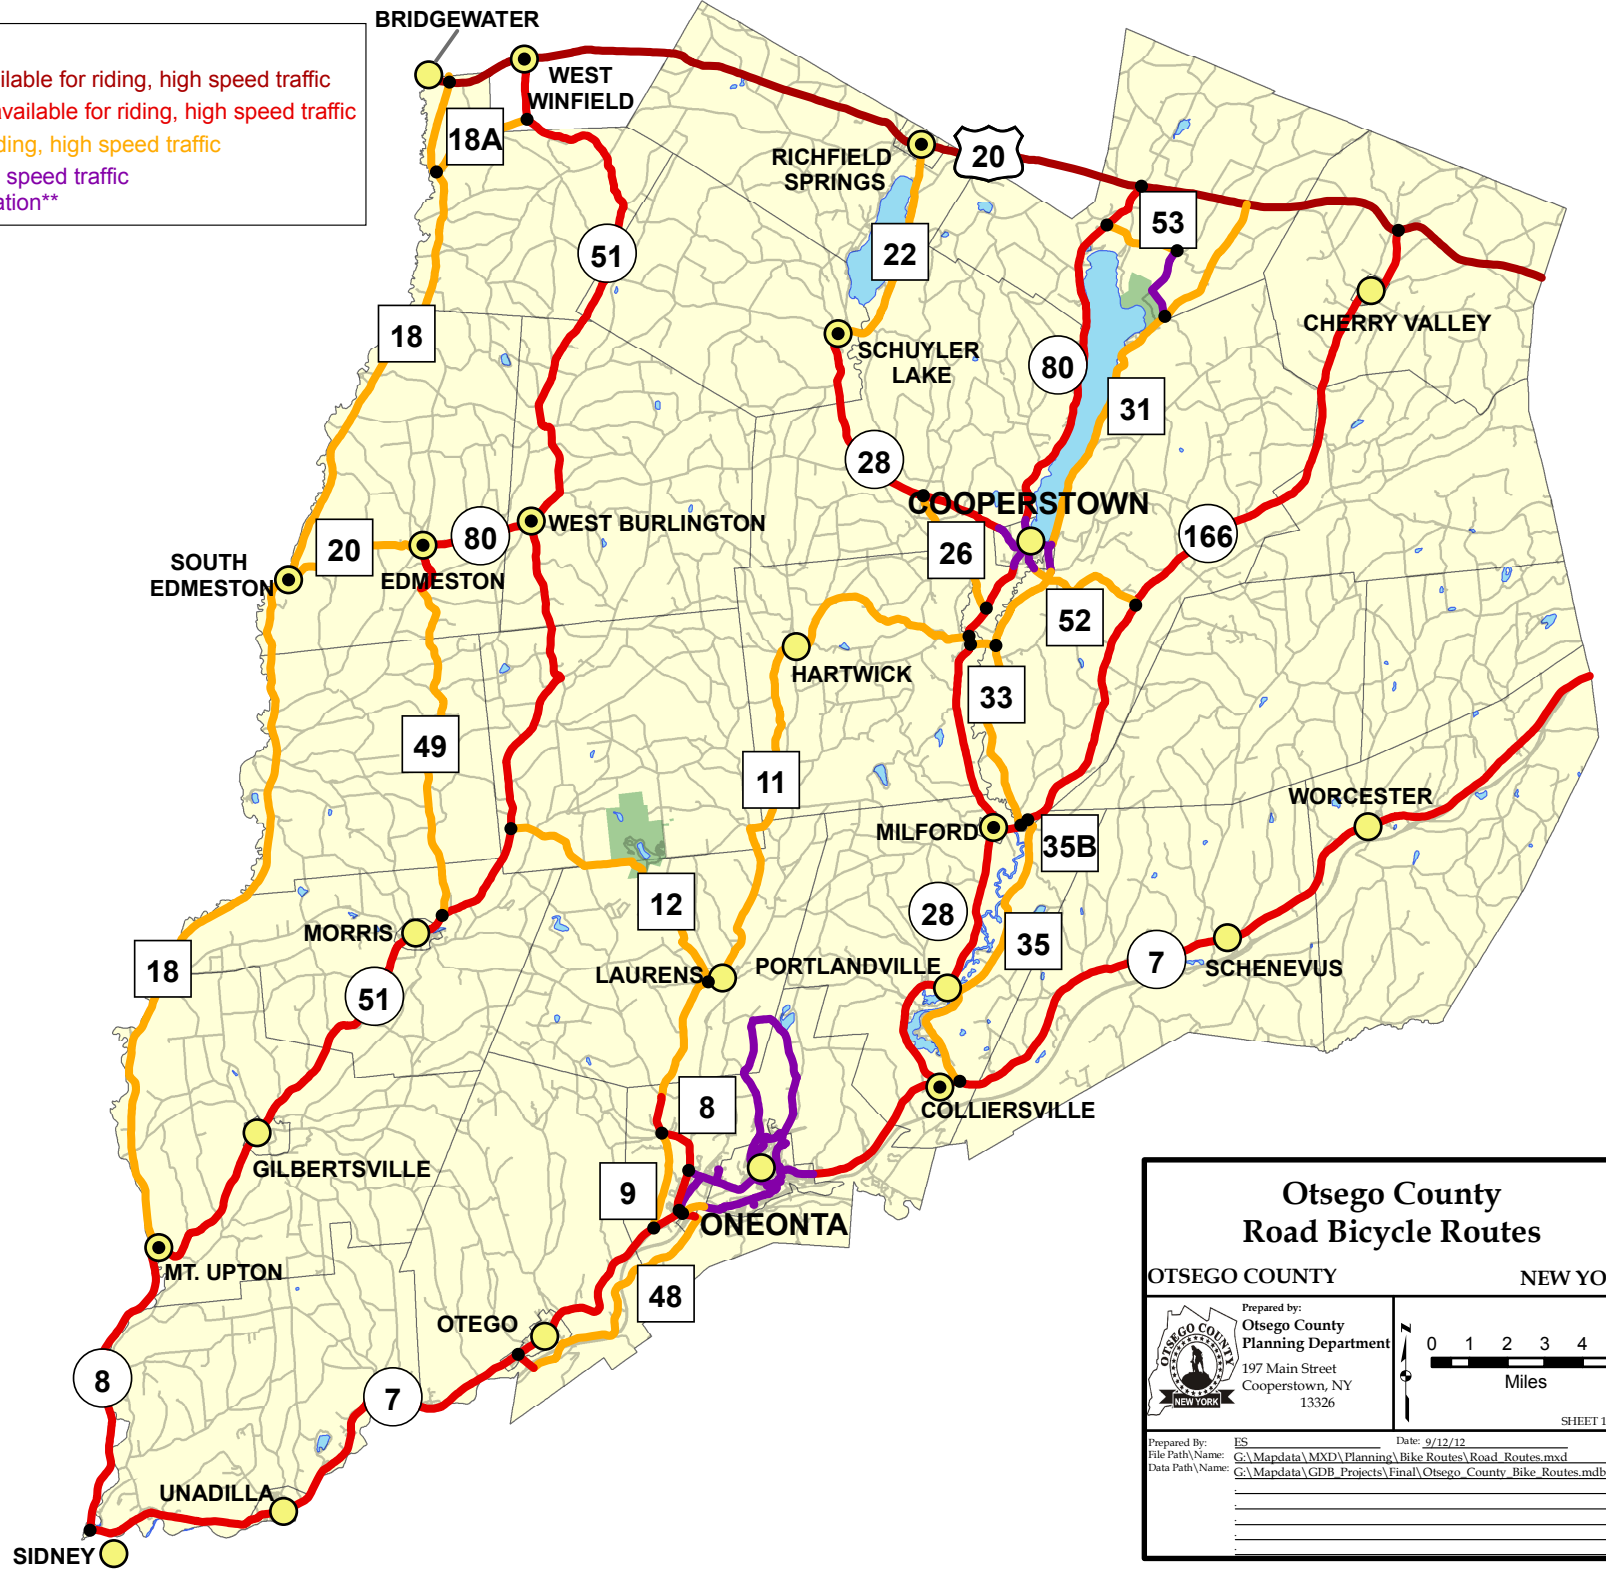 BRIDGEWATER
ilable for riding, high speed traffic
available for riding, high speed traffic
ding, high speed traffic
speed traffic
ation**
WEST
WINFIELD
18A
RICHFIELD
SPRINGS
20
53
51
22
18
CHERRY VALLEY
SCHUYLER
LAKE
80
31
28
COOPERSTOWN
WEST BURLINGTON
166
20
80
26
SOUTH
EDMESTON
EDMESTON
52
HARTWICK
33
49
11
WORCESTER
MILFORD
35B
12
28
MORRIS
35
18
LAURENS
PORTLANDVILLE
7
SCHENEVUS
51
8
COLLIERSVILLE
GILBERTSVILLE
9
ONEONTA
MT. UPTON
48
OTEGO
8
7
UNADILLA
SIDNEY
Otsego County
Road Bicycle Routes
OTSEGO COUNTY
NEW YO
OTSEGO COUNTY
NEW YORK
Prepared by:
Otsego County
Planning Department
197 Main Street
Cooperstown, NY
13326
N
0 1 2 3 4
Miles
SHEET 1
Prepared By: ES Date: 9/12/12
File Path\Name: G:\Mapdata\MXD\Planning\Bike Routes\Road_Routes.mxd
Data Path\Name: G:\Mapdata\GDB_Projects\Final\Otsego_County_Bike_Routes.mdb